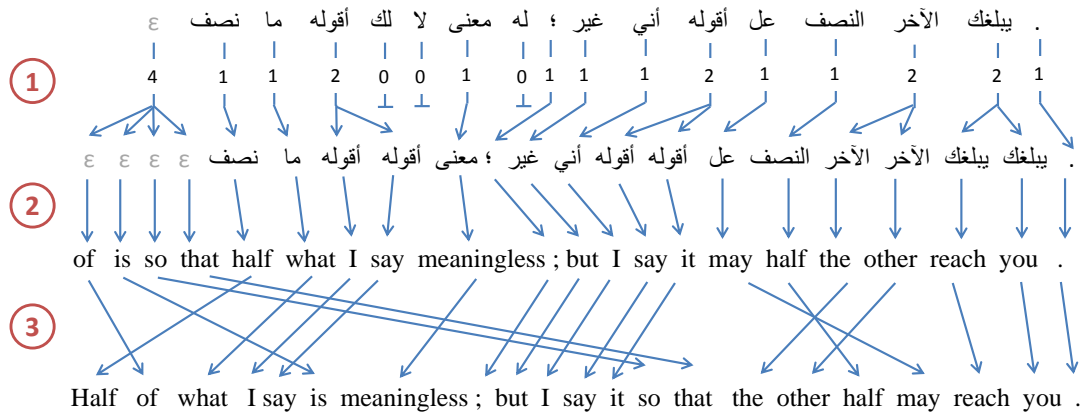 ε نصف ما أقوله لك لا معنى له ؛ غير أني أقوله عل النصف الآخر يبلغك .
1 4 1 1 2 0 0 1 0 1 1 1 2 1 1 2 2 1
ε ε ε ε نصف ما أقوله أقوله معنى ؛ غير أني أقوله أقوله عل النصف الآخر الآخر يبلغك يبلغك .
2
of is so that half what I say meaningless ; but I say it may half the other reach you .
3
Half of what I say is meaningless ; but I say it so that the other half may reach you .